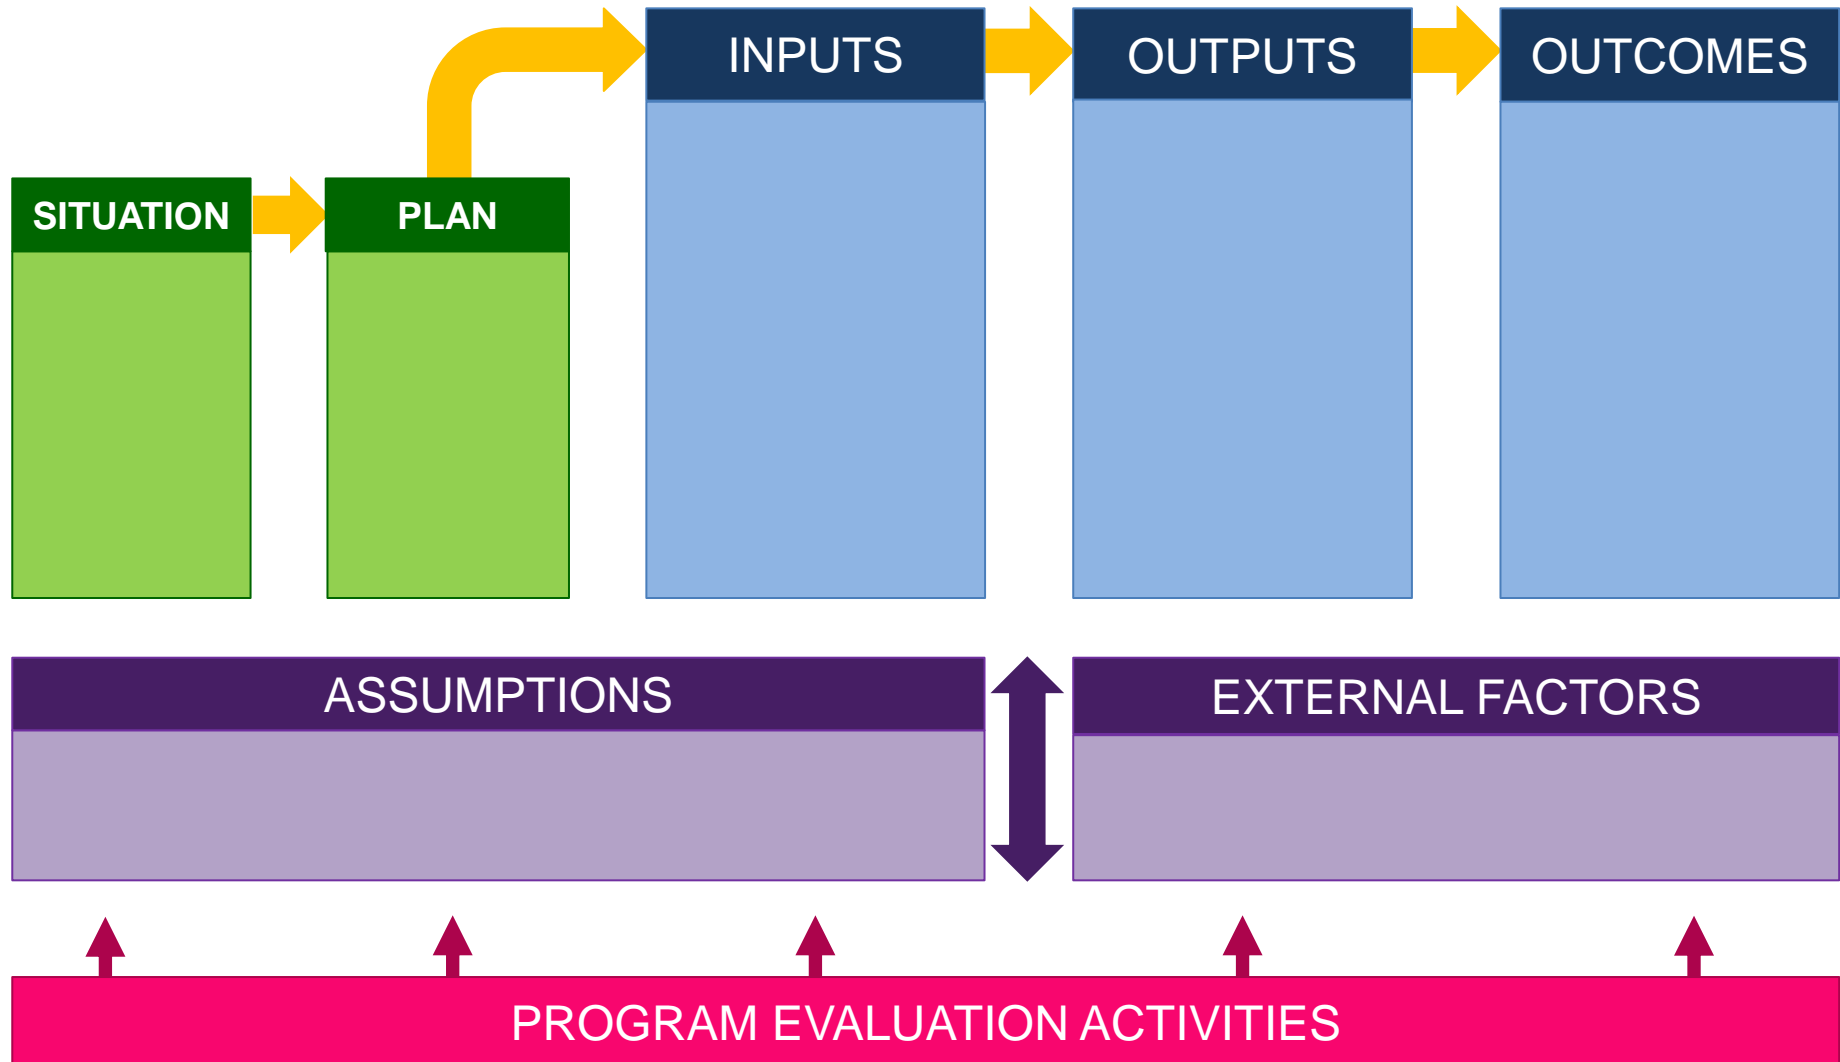 INPUTS
OUTPUTS
OUTCOMES
SITUATION
PLAN
ASSUMPTIONS
EXTERNAL FACTORS
PROGRAM EVALUATION ACTIVITIES